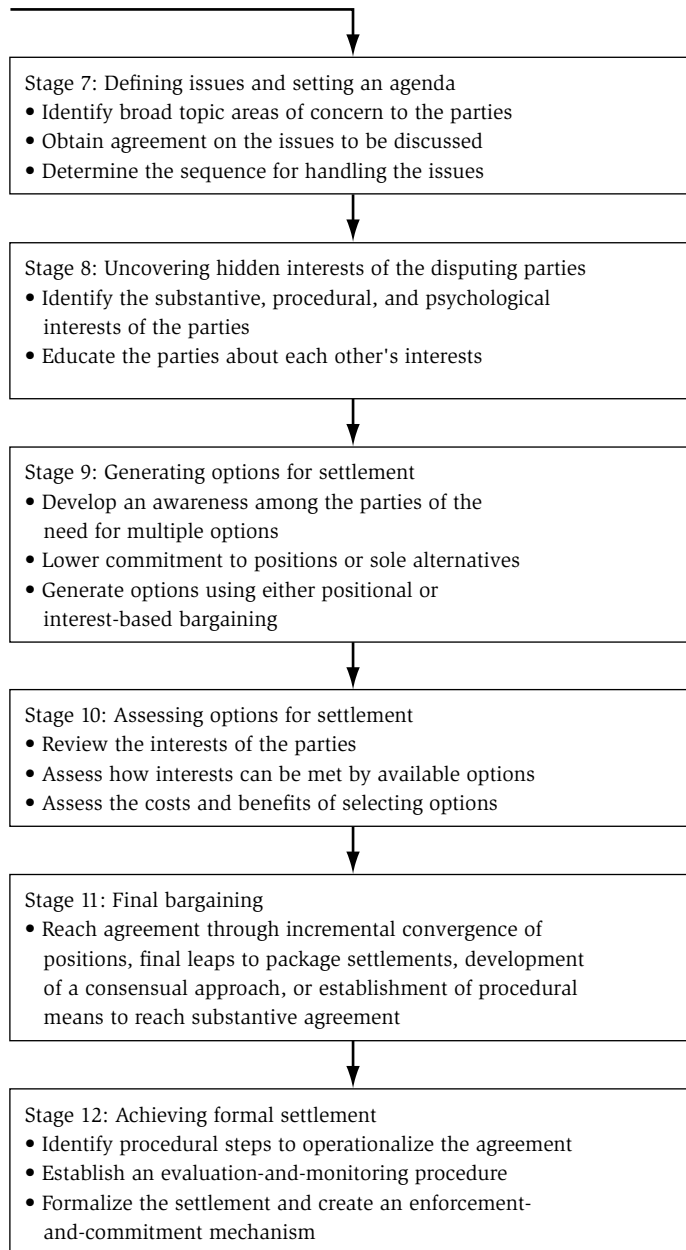 Stage 7: Defining issues and setting an agenda
• Identify broad topic areas of concern to the parties
• Obtain agreement on the issues to be discussed
• Determine the sequence for handling the issues
Stage 8: Uncovering hidden interests of the disputing parties
• Identify the substantive, procedural, and psychological
interests of the parties
• Educate the parties about each other's interests
Stage 9: Generating options for settlement
• Develop an awareness among the parties of the
need for multiple options
• Lower commitment to positions or sole alternatives
• Generate options using either positional or
interest-based bargaining
Stage 10: Assessing options for settlement
• Review the interests of the parties
• Assess how interests can be met by available options
• Assess the costs and benefits of selecting options
Stage 11: Final bargaining
• Reach agreement through incremental convergence of
positions, final leaps to package settlements, development
of a consensual approach, or establishment of procedural
means to reach substantive agreement
Stage 12: Achieving formal settlement
• Identify procedural steps to operationalize the agreement
• Establish an evaluation-and-monitoring procedure
• Formalize the settlement and create an enforcement-
and-commitment mechanism